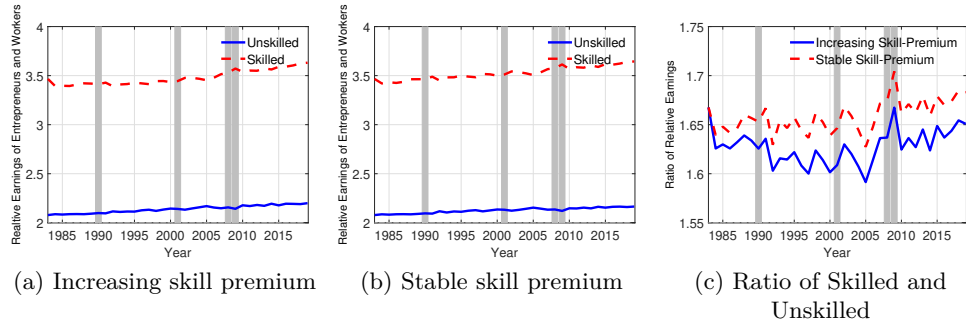 Relative Earnings of Entrepreneurs and Workers
4
3.5
3
2.5
2
Unskilled
Skilled
1985 1990 1995 2000 2005 2010 2015
Year
(a) Increasing skill premium
Relative Earnings of Entrepreneurs and Workers
4
3.5
3
2.5
2
Unskilled
Skilled
1985 1990 1995 2000 2005 2010 2015
Year
(b) Stable skill premium
Ratio of Relative Earnings
1.75
1.7
1.65
1.6
1.55
Increasing Skill-Premium
Stable Skill-Premium
1985 1990 1995 2000 2005 2010 2015
Year
(c) Ratio of Skilled and
Unskilled